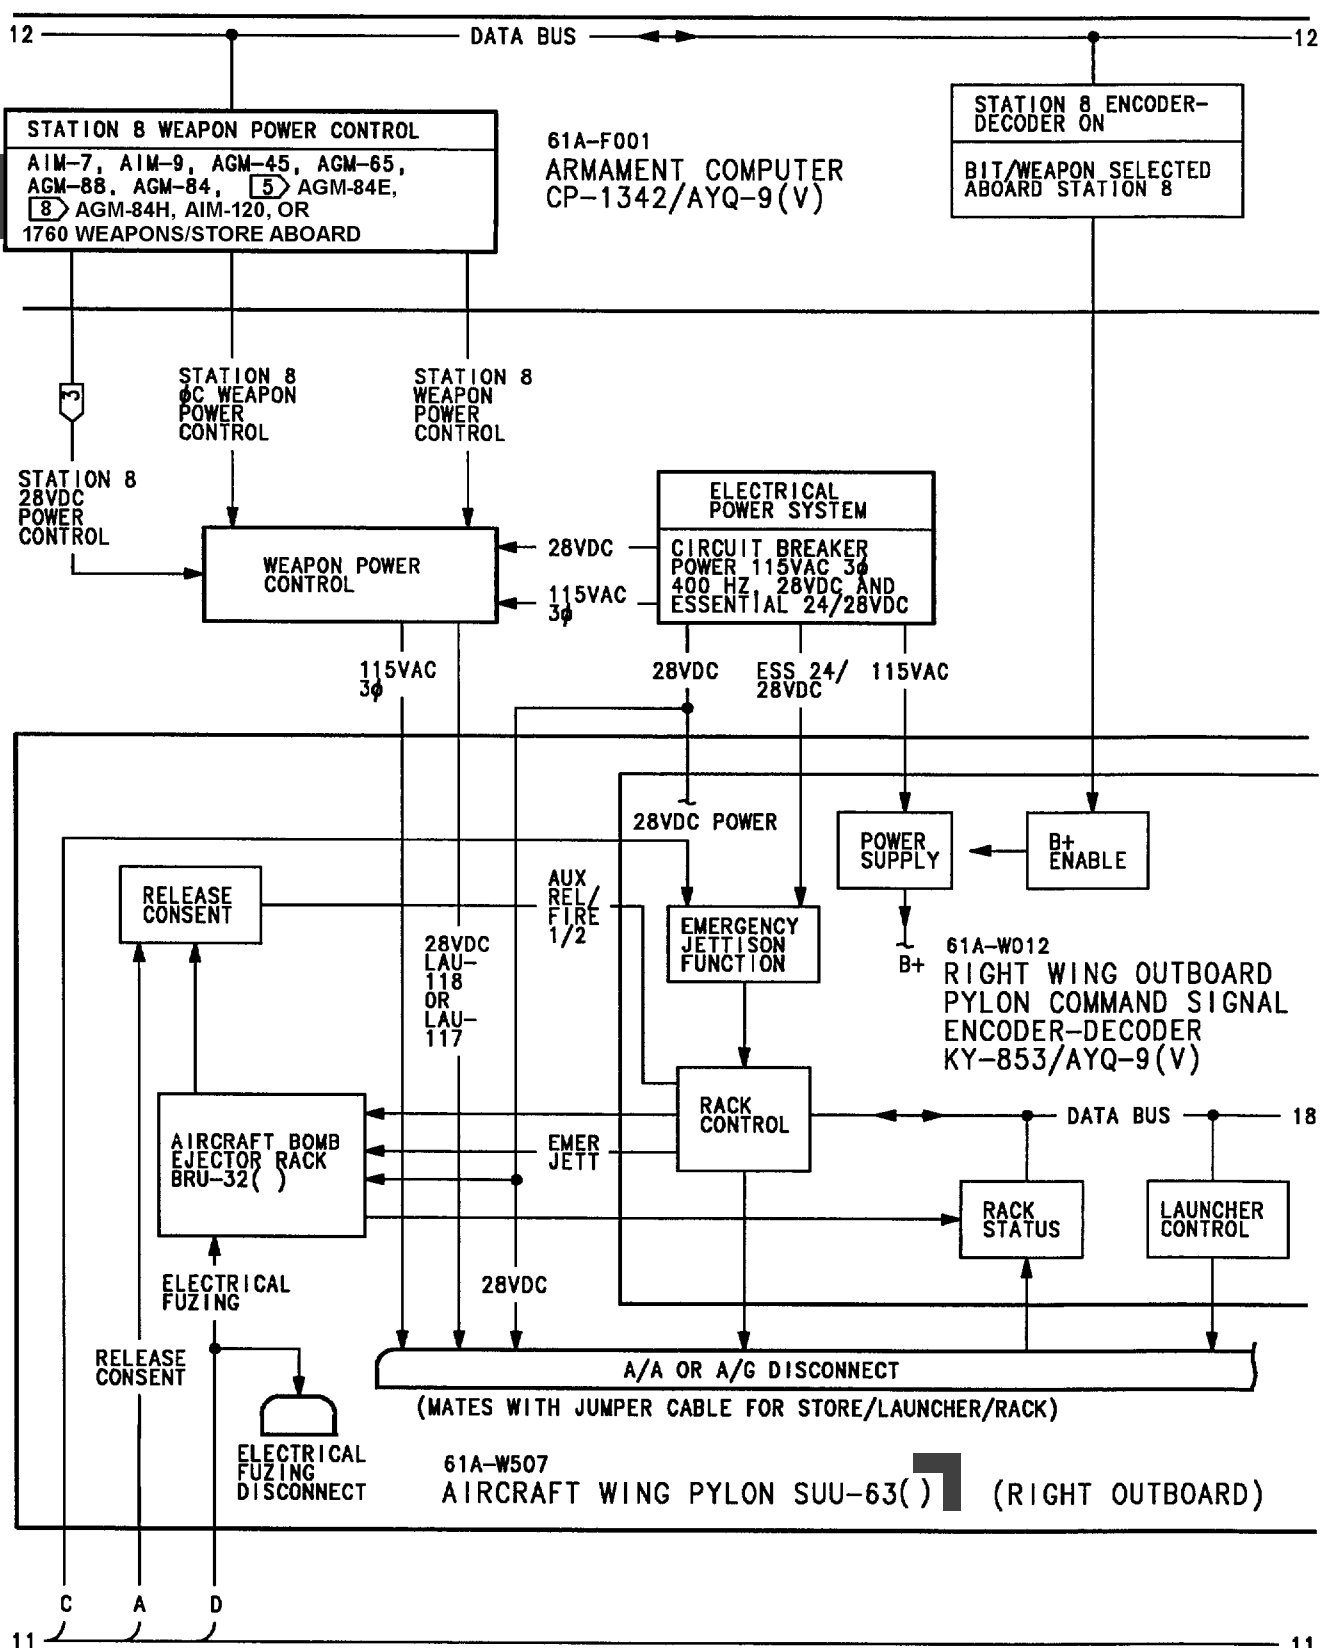 12 DATA BUS 12
STATION 8 WEAPON POWER CONTROL
AIM-7, AIM-9, AGM-45, AGM-65,
AGM-88, AGM-84, 5 AGM-84E,
8 AGM-84H, AIM-120, OR
1760 WEAPONS/STORE ABOARD
61A-F001
ARMAMENT COMPUTER
CP-1342/AYQ-9(V)
STATION 8 ENCODER-
DECODER ON
BIT/WEAPON SELECTED
ABOARD STATION 8
3
STATION 8
28VDC
POWER
CONTROL
STATION 8
ØC WEAPON
POWER
CONTROL
STATION 8
WEAPON
POWER
CONTROL
WEAPON POWER
CONTROL
28VDC
115VAC
3Ø
ELECTRICAL
POWER SYSTEM
CIRCUIT BREAKER
POWER 115VAC 3Ø
400 HZ, 28VDC AND
ESSENTIAL 24/28VDC
115VAC
3Ø
28VDC
ESS 24/
28VDC
115VAC
28VDC POWER
POWER
SUPPLY
B+
ENABLE
B+
RELEASE
CONSENT
AUX
REL/
FIRE
1/2
28VDC
LAU-
118
OR
LAU-
117
EMERGENCY
JETTISON
FUNCTION
61A-W012
RIGHT WING OUTBOARD
PYLON COMMAND SIGNAL
ENCODER-DECODER
KY-853/AYQ-9(V)
RACK
CONTROL
DATA BUS 18
AIRCRAFT BOMB
EJECTOR RACK
BRU-32( )
EMER
JETT
RACK
STATUS
LAUNCHER
CONTROL
ELECTRICAL
FUZING
28VDC
RELEASE
CONSENT
A/A OR A/G DISCONNECT
(MATES WITH JUMPER CABLE FOR STORE/LAUNCHER/RACK)
ELECTRICAL
FUZING
DISCONNECT
61A-W507
AIRCRAFT WING PYLON SUU-63( ) (RIGHT OUTBOARD)
C A D
11 11